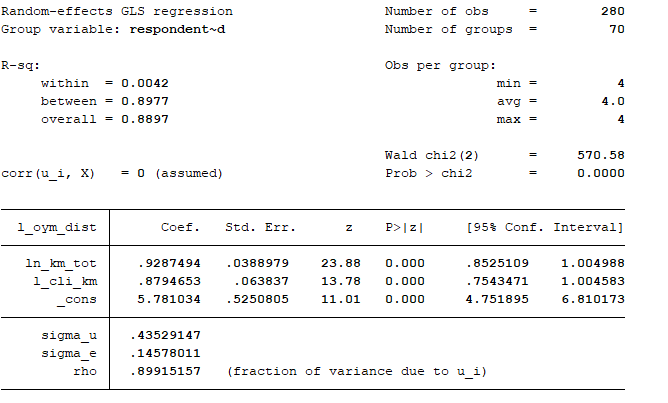 Random-effects GLS regression Number of obs = 280
Group variable: respondent~d Number of groups = 70
R-sq: Obs per group:
within = 0.0042 min = 4
between = 0.8977 avg = 4.0
overall = 0.8897 max = 4
Wald chi2(2) = 570.58
corr(u_i, X) = 0 (assumed) Prob > chi2 = 0.0000
l_oym_dist Coef. Std. Err. z P>|z| [95% Conf. Interval]
ln_km_tot .9287494 .0388979 23.88 0.000 .8525109 1.004988
l_cli_km .8794653 .063837 13.78 0.000 .7543471 1.004583
_cons 5.781034 .5250805 11.01 0.000 4.751895 6.810173
sigma_u .43529147
sigma_e .14578011
rho .89915157 (fraction of variance due to u_i)